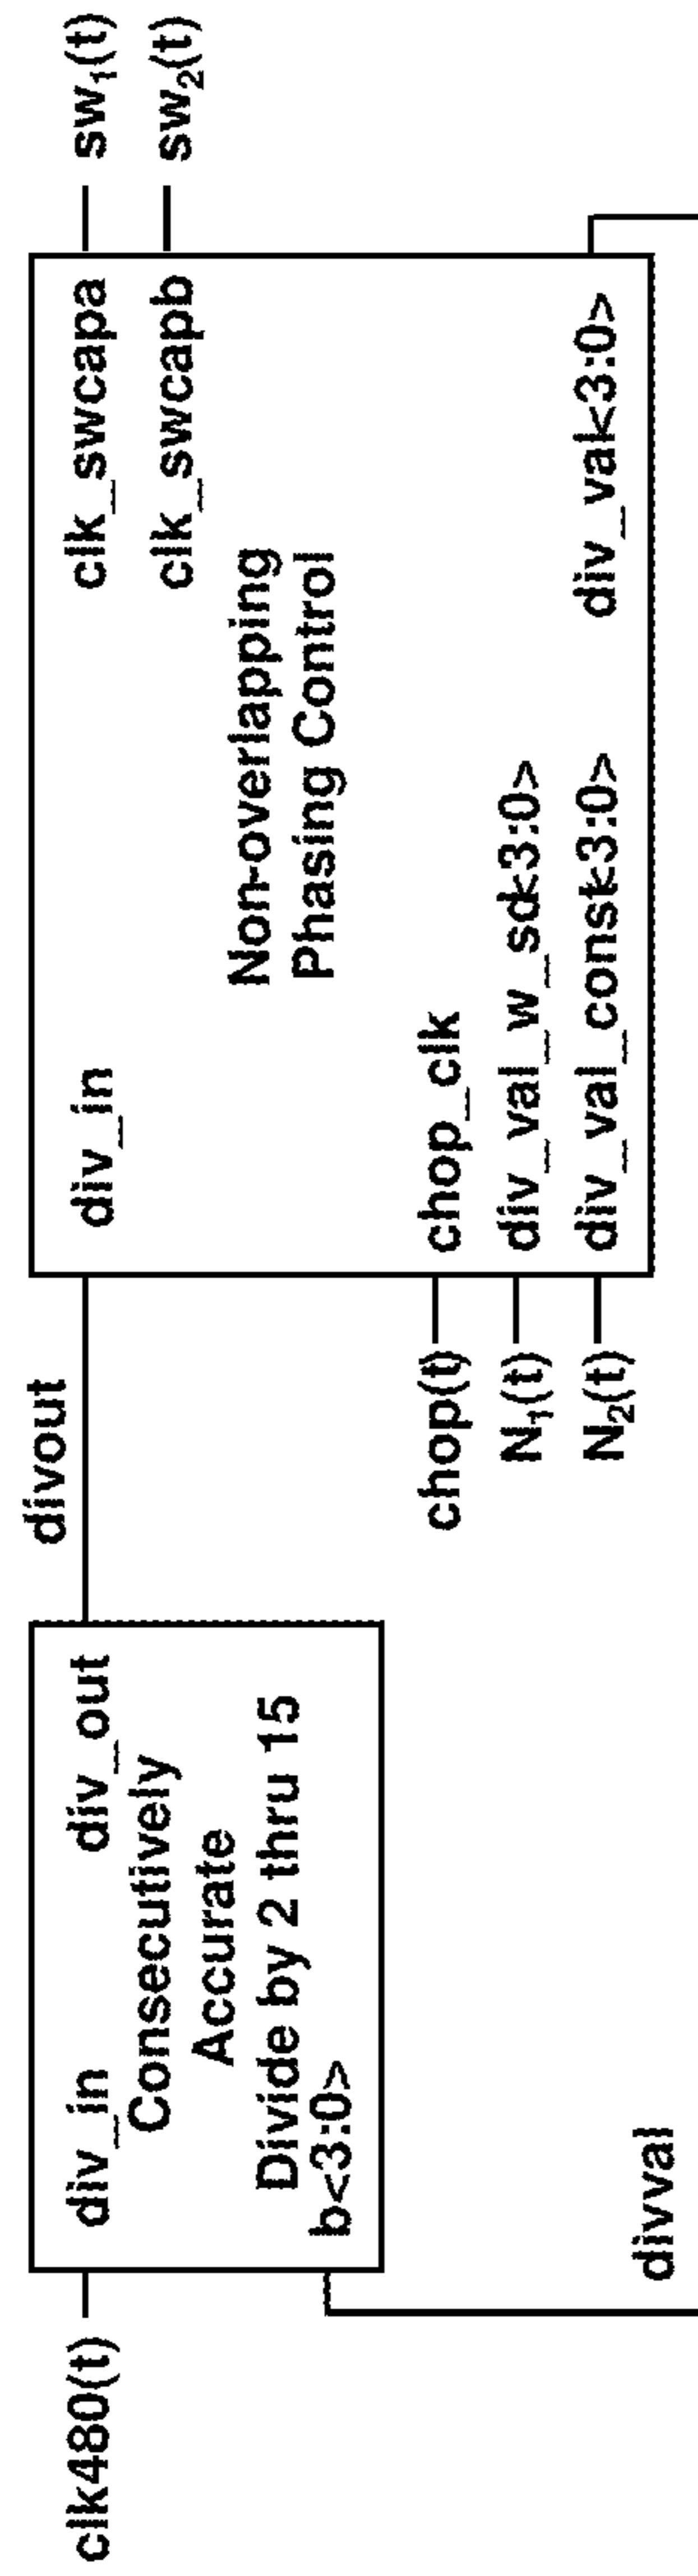 clk480(t)
div_in
div_out
Consecutively
Accurate
Divide by 2 thru 15
b<3:0>
divval
divout
div_in
clk_swcapa
clk_swcapb
Non-overlapping
Phasing Control
chop_clk
div_val_w_sd<3:0>
div_val_const<3:0>
div_val<3:0>
chop(t)
N₁(t)
N₂(t)
sw₁(t)
sw₂(t)